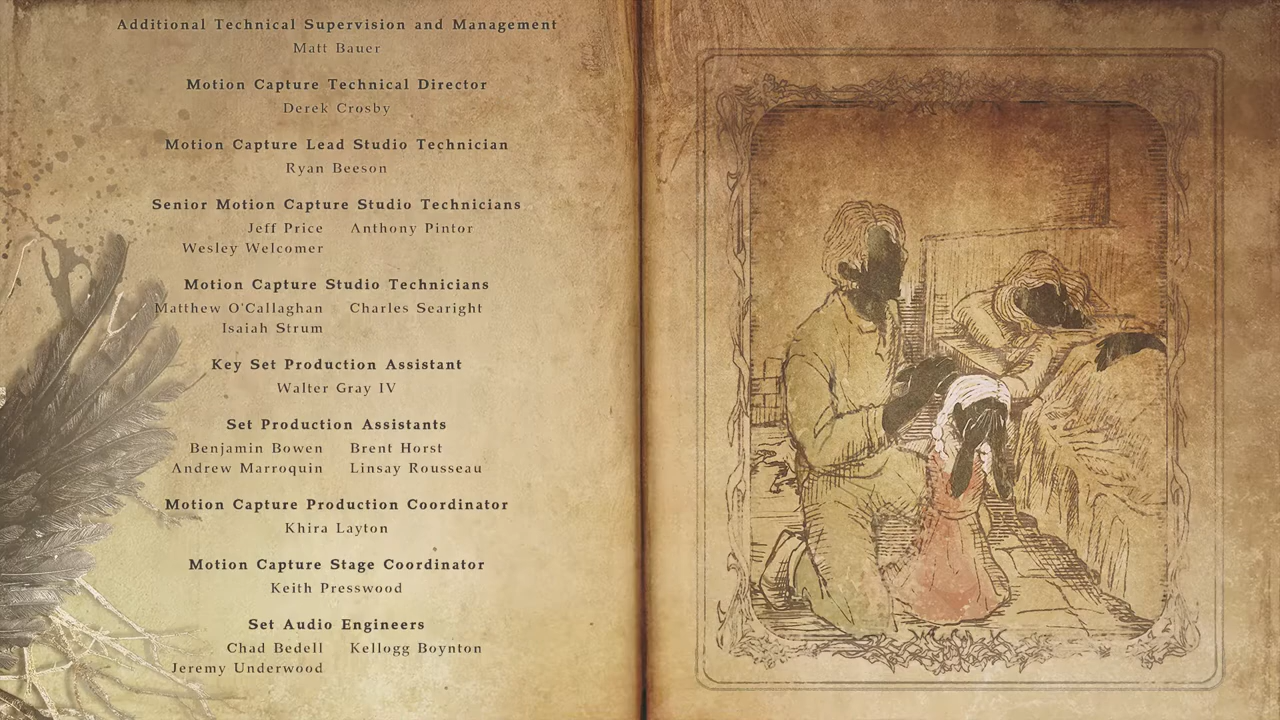 Additional Technical Supervision and Management
Matt Bauer
Motion Capture Technical Director
Derek Crosby
Motion Capture Lead Studio Technician
Ryan Beeson
Senior Motion Capture Studio Technicians
Jeff Price Anthony Pintor
Wesley Welcomer
Motion Capture Studio Technicians
Matthew O'Callaghan Charles Searight
Isaiah Strum
Key Set Production Assistant
Walter Gray IV
Set Production Assistants
Benjamin Bowen Brent Horst
Andrew Marroquin Linsay Rousseau
Motion Capture Production Coordinator
Khira Layton
Motion Capture Stage Coordinator
Keith Presswood
Set Audio Engineers
Chad Bedell Kellogg Boynton
Jeremy Underwood